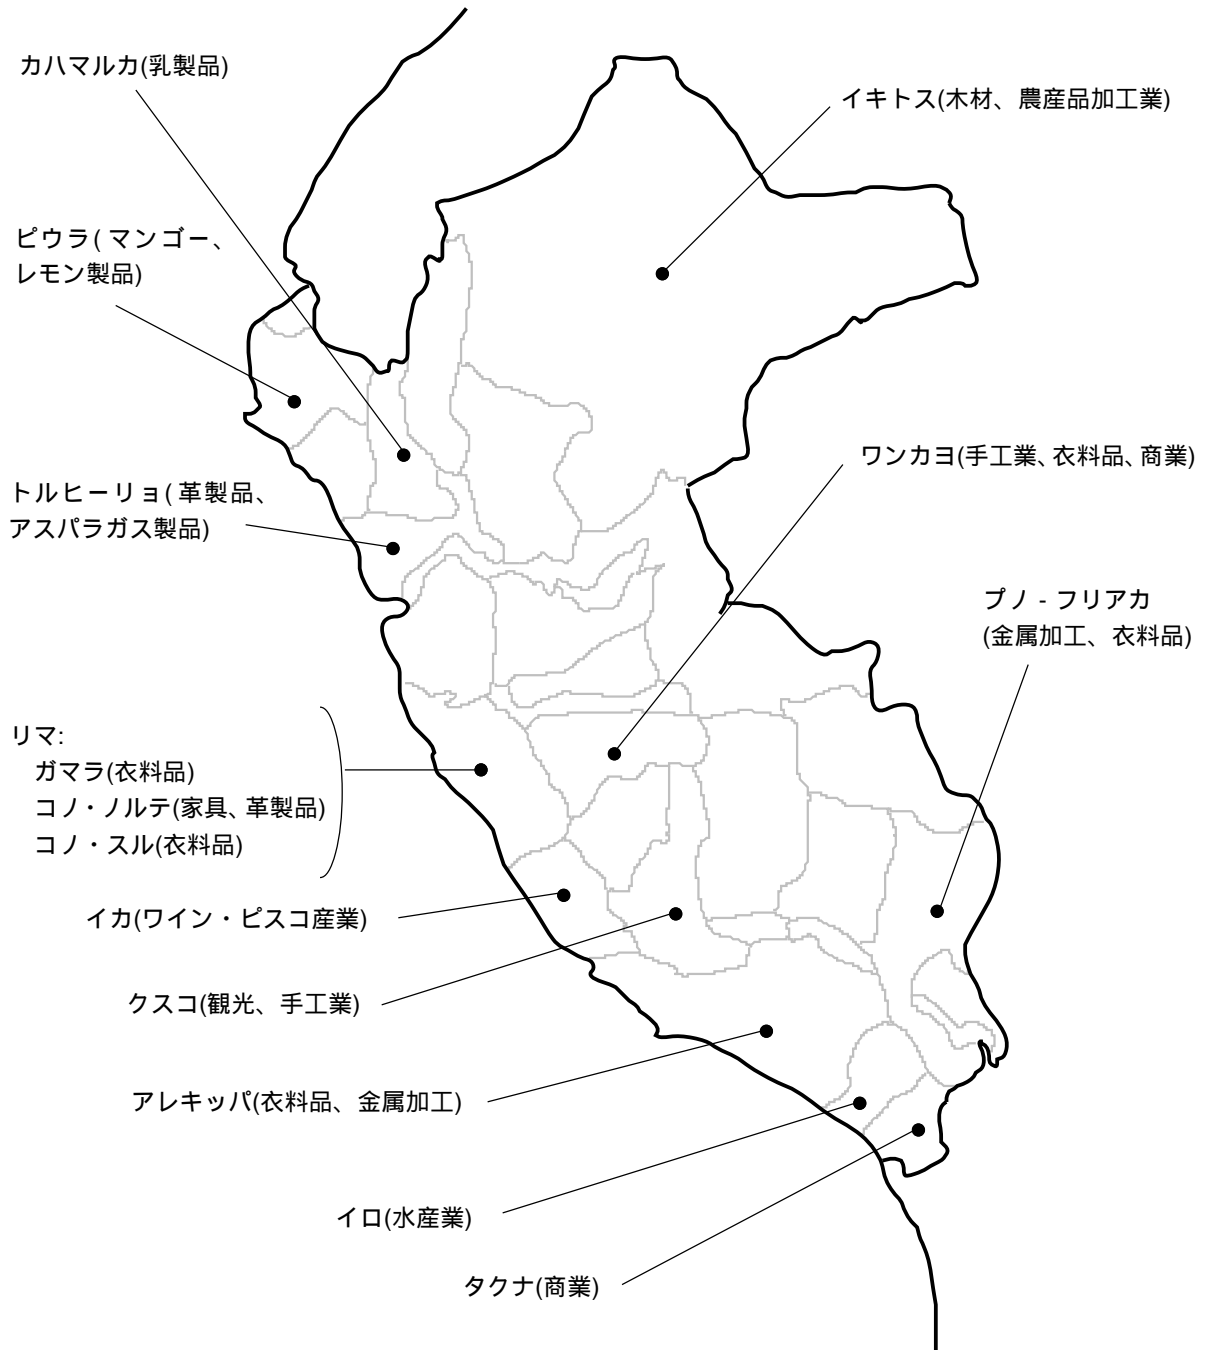 カハマルカ(乳製品)
イキトス(木材、農産品加工業)
ピウラ(マンゴー、
レモン製品)
ワンカヨ(手工業、衣料品、商業)
トルヒーリョ(革製品、
アスパラガス製品)
プノ - フリアカ
(金属加工、衣料品)
リマ:
ガマラ(衣料品)
コノ・ノルテ(家具、革製品)
コノ・スル(衣料品)
イカ(ワイン・ピスコ産業)
クスコ(観光、手工業)
アレキッパ(衣料品、金属加工)
イロ(水産業)
タクナ(商業)